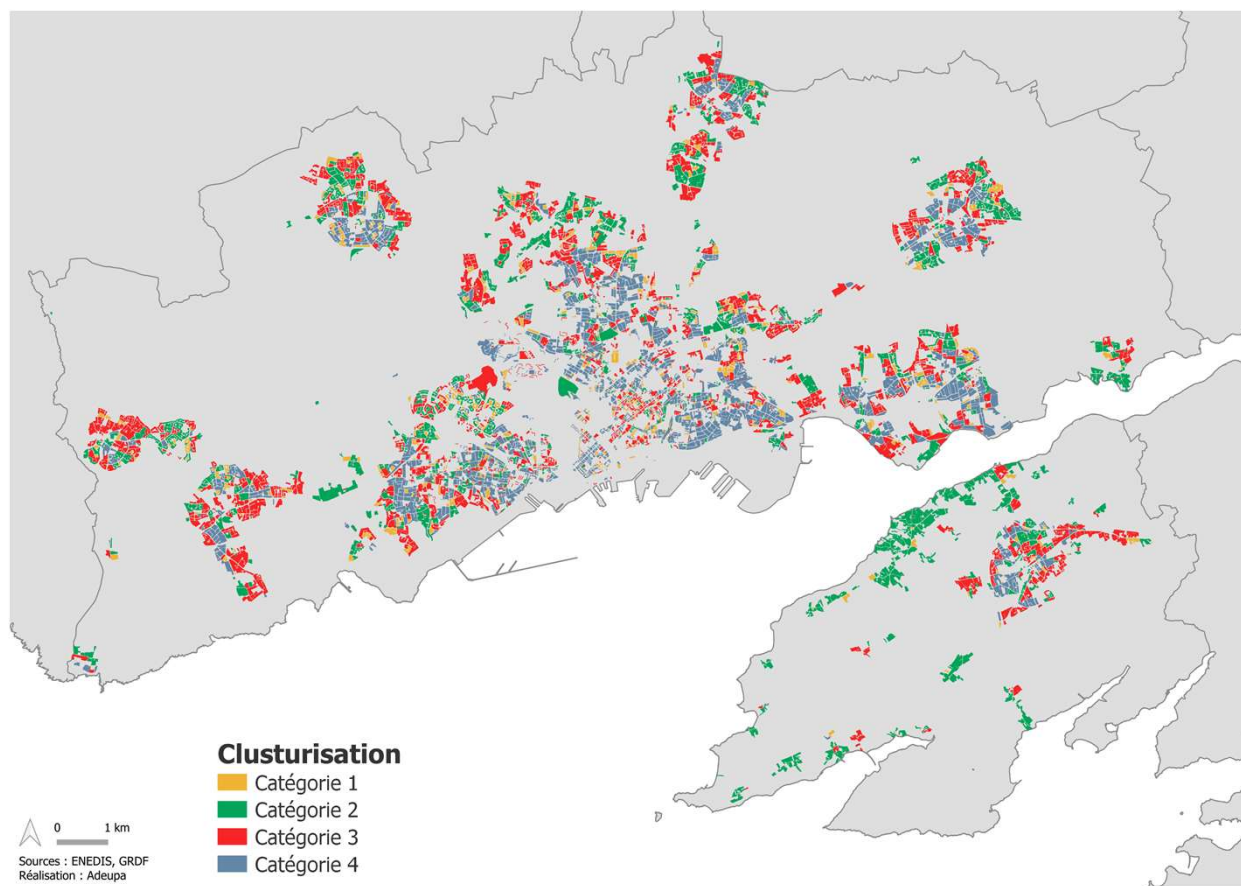 Clusturisation
Catégorie 1
Catégorie 2
Catégorie 3
Catégorie 4
0 1 km
Sources : ENEDIS, GRDF
Réalisation : Adeupa